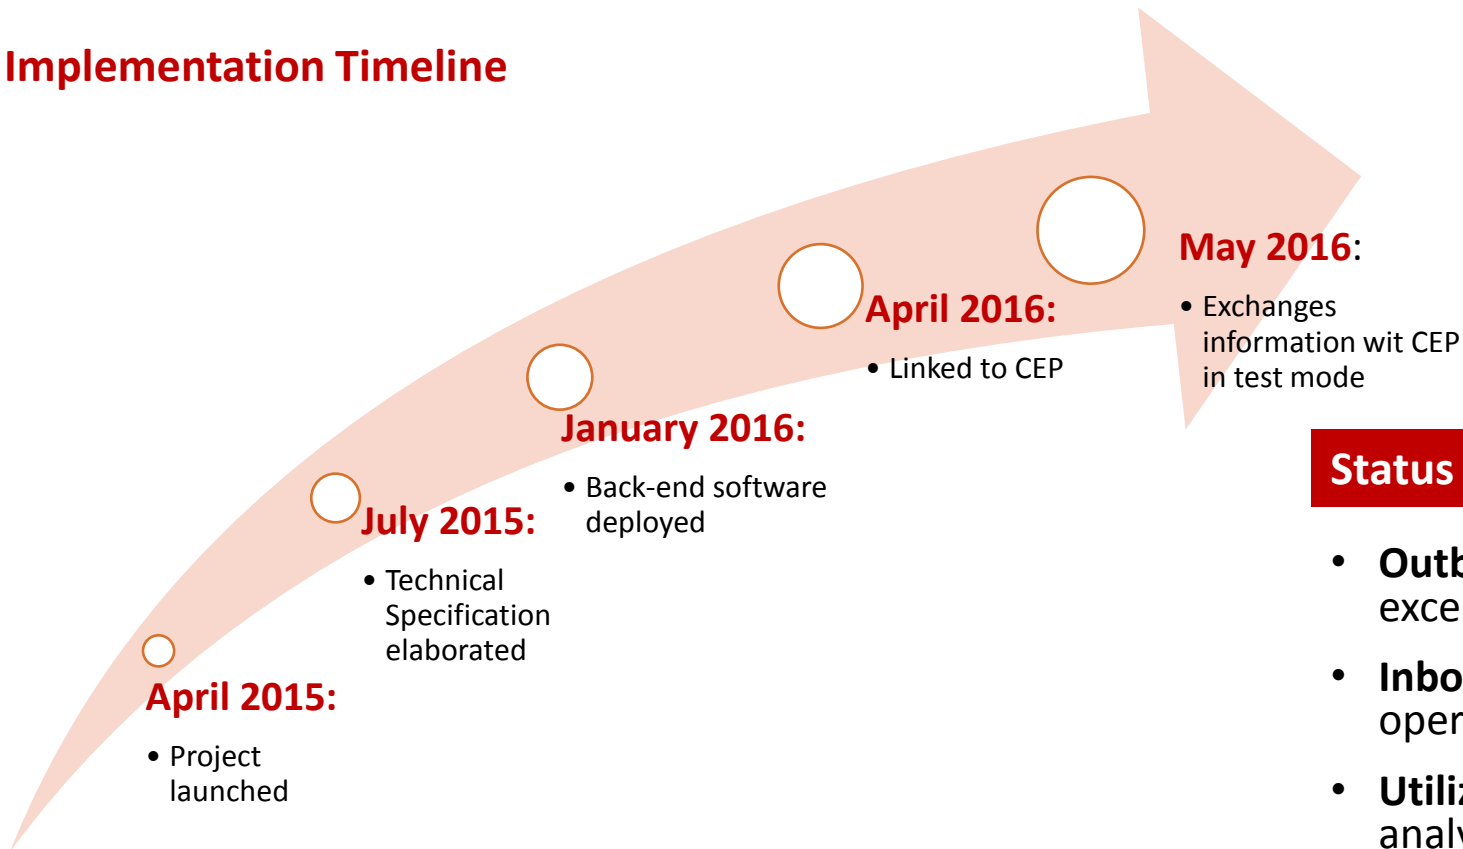 Implementation Timeline
April 2015:
• Project
launched
July 2015:
• Technical
Specification
elaborated
January 2016:
• Back-end software
deployed
April 2016:
• Linked to CEP
May 2016:
• Exchanges
information wit CEP
in test mode
Status